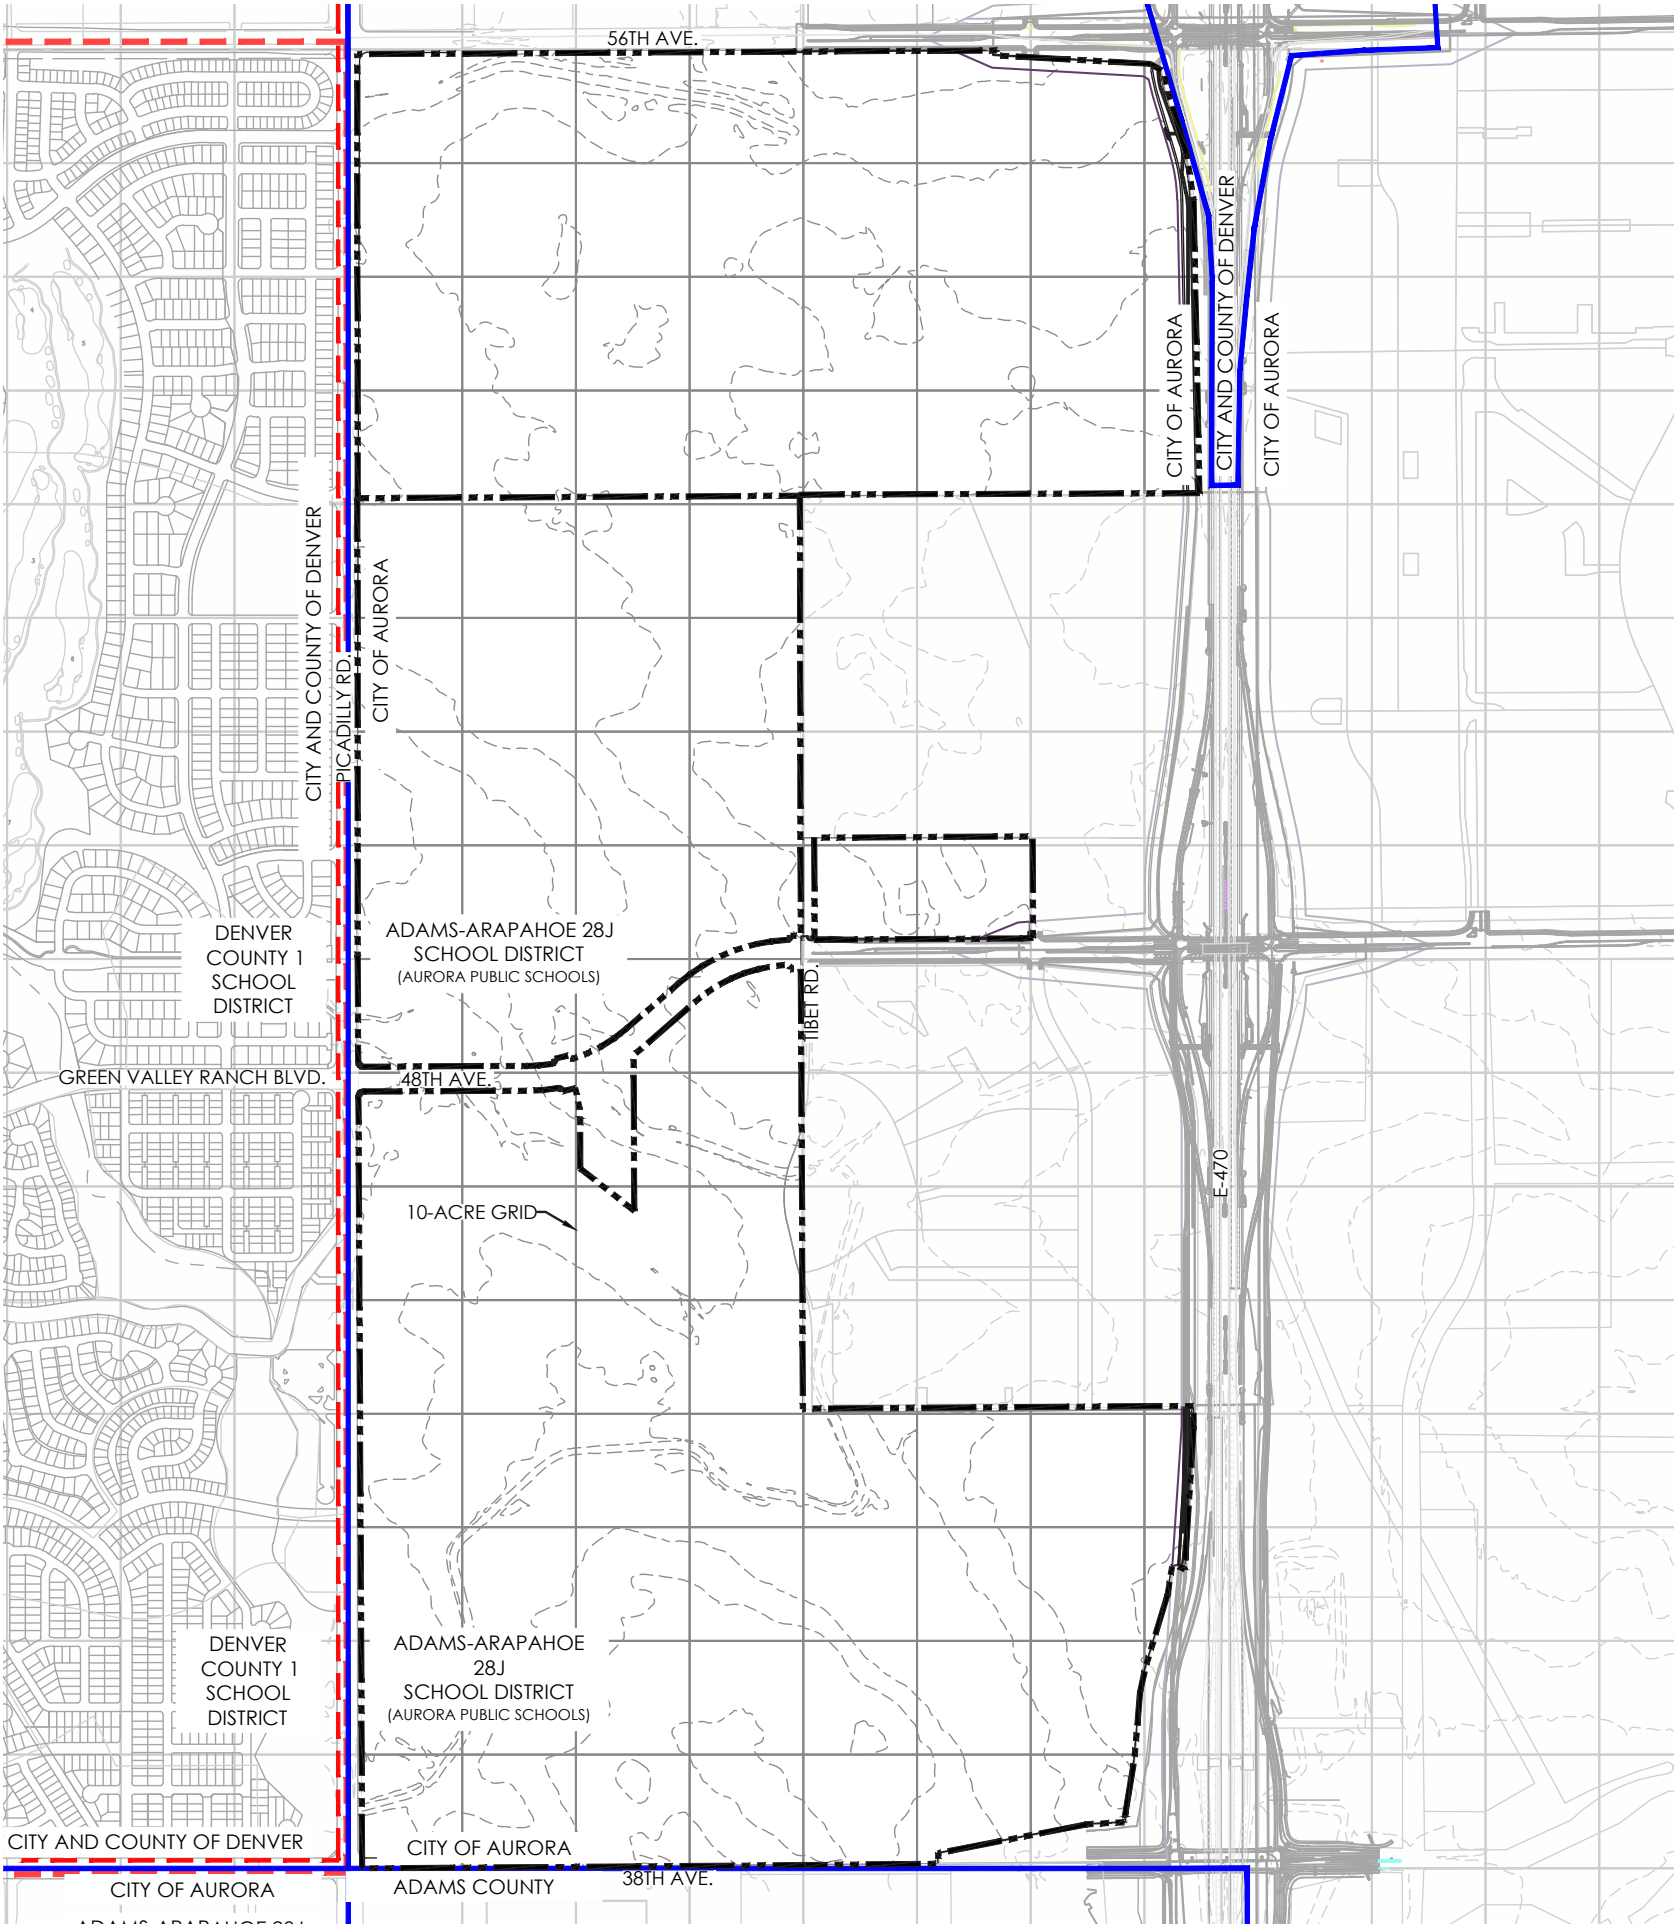 56TH AVE.
CITY AND COUNTY OF DENVER
CITY OF AURORA
CITY OF AURORA
CITY AND COUNTY OF DENVER
PICADILLY RD.
CITY OF AURORA
DENVER
COUNTY 1
SCHOOL
DISTRICT
ADAMS-ARAPAHOE 28J
SCHOOL DISTRICT
(AURORA PUBLIC SCHOOLS)
TIBET RD.
GREEN VALLEY RANCH BLVD.
48TH AVE.
E-470
10-ACRE GRID
DENVER
COUNTY 1
SCHOOL
DISTRICT
ADAMS-ARAPAHOE
28J
SCHOOL DISTRICT
(AURORA PUBLIC SCHOOLS)
CITY AND COUNTY OF DENVER
CITY OF AURORA
38TH AVE.
CITY OF AURORA
ADAMS COUNTY
ADAMS-ARAPAHOE 28J